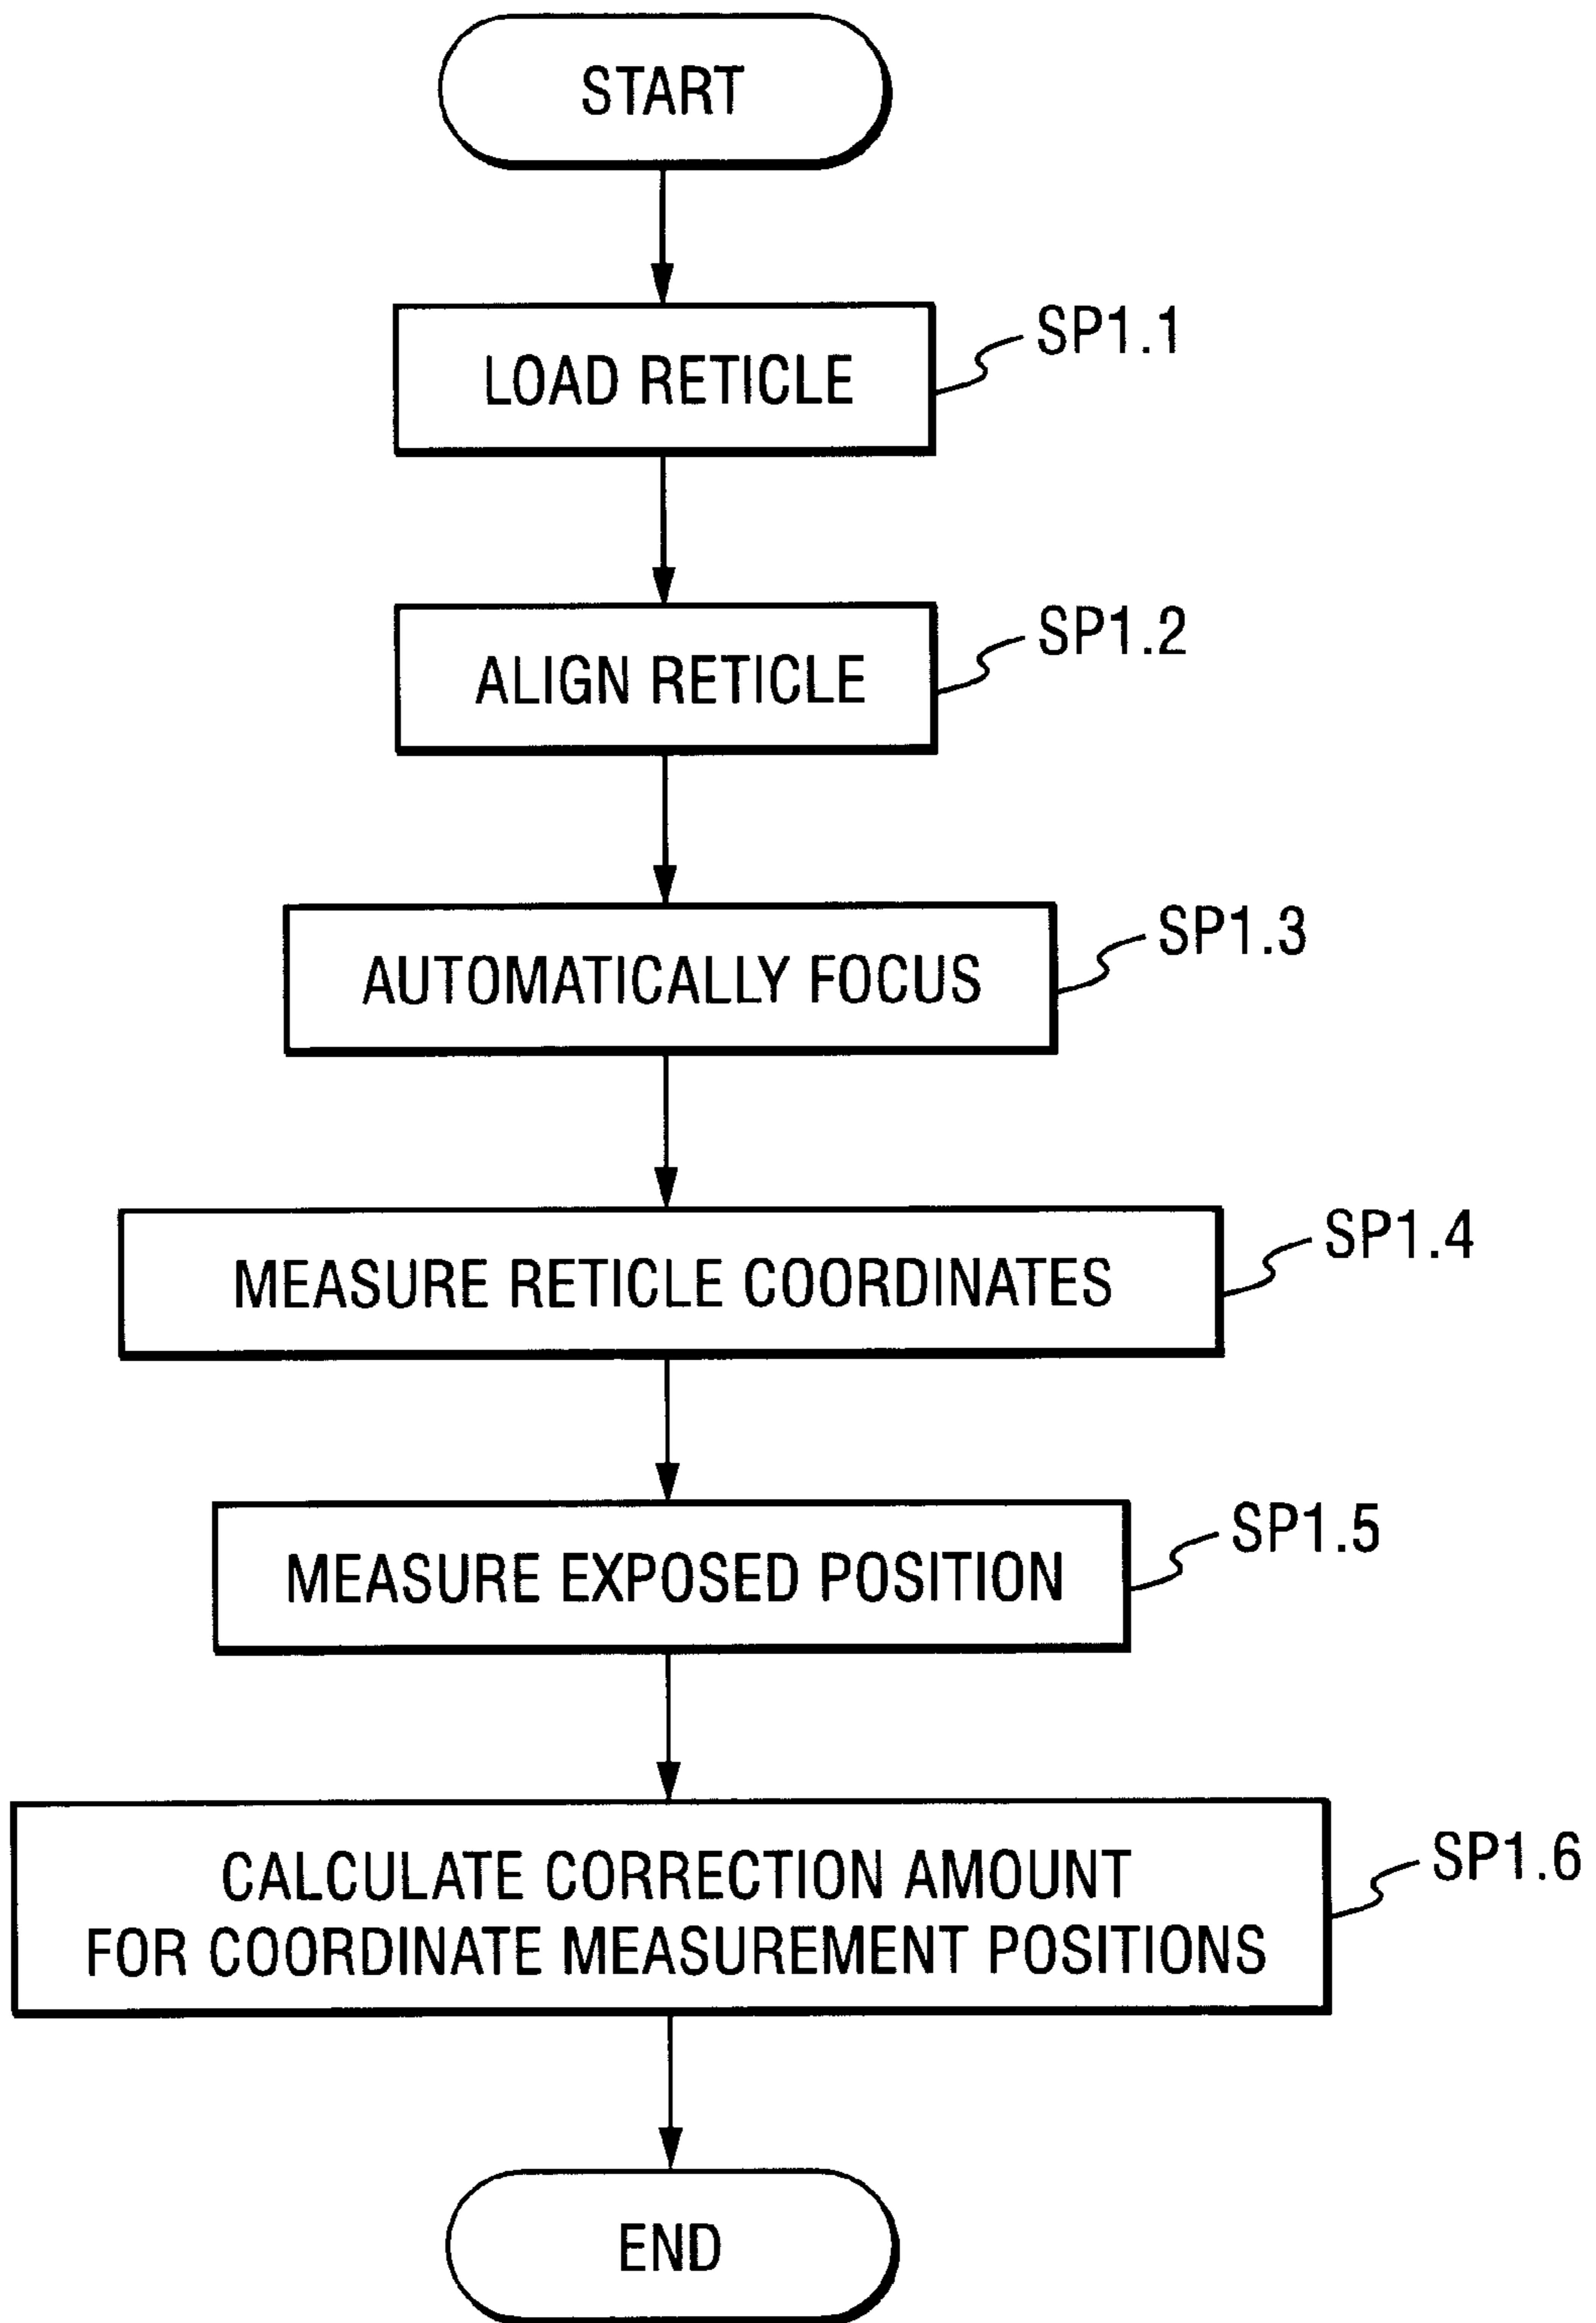 START
LOAD RETICLE
SP1.1
ALIGN RETICLE
SP1.2
AUTOMATICALLY FOCUS
SP1.3
MEASURE RETICLE COORDINATES
SP1.4
MEASURE EXPOSED POSITION
SP1.5
CALCULATE CORRECTION AMOUNT
FOR COORDINATE MEASUREMENT POSITIONS
SP1.6
END